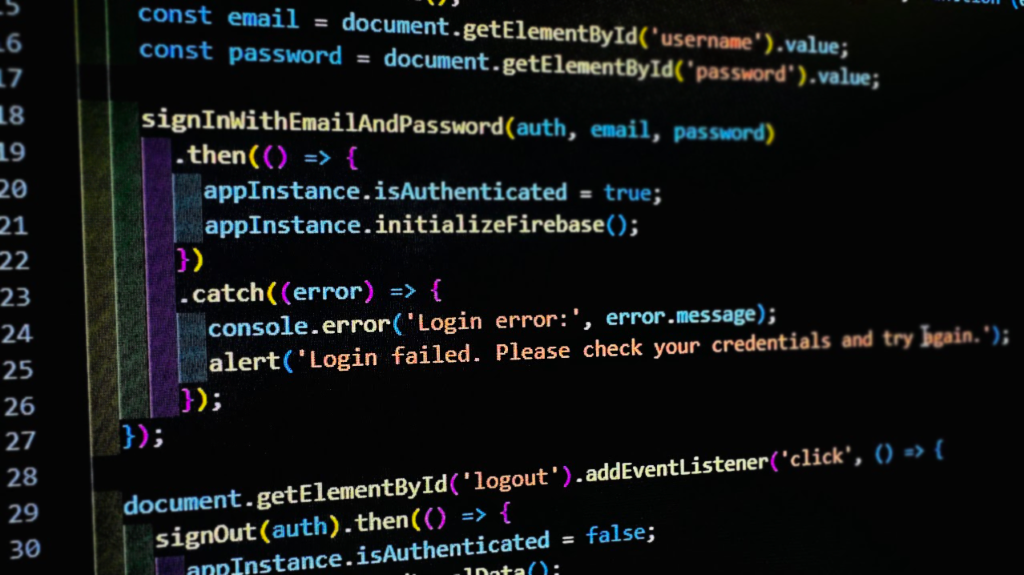 15
16 const email = document.getElementById('username').value;
const password = document.getElementById('password').value;
17
18 signInWithEmailAndPassword(auth, email, password)
19 .then(() => {
20 appInstance.isAuthenticated = true;
21 appInstance.initializeFirebase();
22 })
23 .catch((error) => {
24 console.error('Login error:', error.message);
25 alert('Login failed. Please check your credentials and try again.');
26 });
27 });
28
29 document.getElementById('logout').addEventListener('click', () => {
30 signOut(auth).then(() => {
appInstance.isAuthenticated = false;